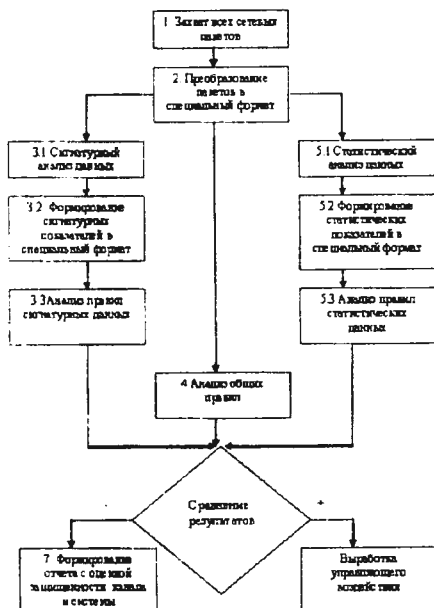 1 Захват всех сетевых
пакетов
2. Преобразование
пакетов в
специальный формат
3.1 Сигнатурный
анализ данных
5.1 Статистический
анализ данных
3.2 Формирование
сигнатурных
показателей в
специальный формат
5.2 Формирование
статистических
показателей в
специальный формат
3.3 Анализ правил
сигнатурных данных
5.3 Анализ правил
статистических
данных
4 Анализ общих
правил
Сравнение
результатов
-
+
7 Формирование
отчета с оценкой
защищенности канала
и системы
Выработка
управляющего
воздействия